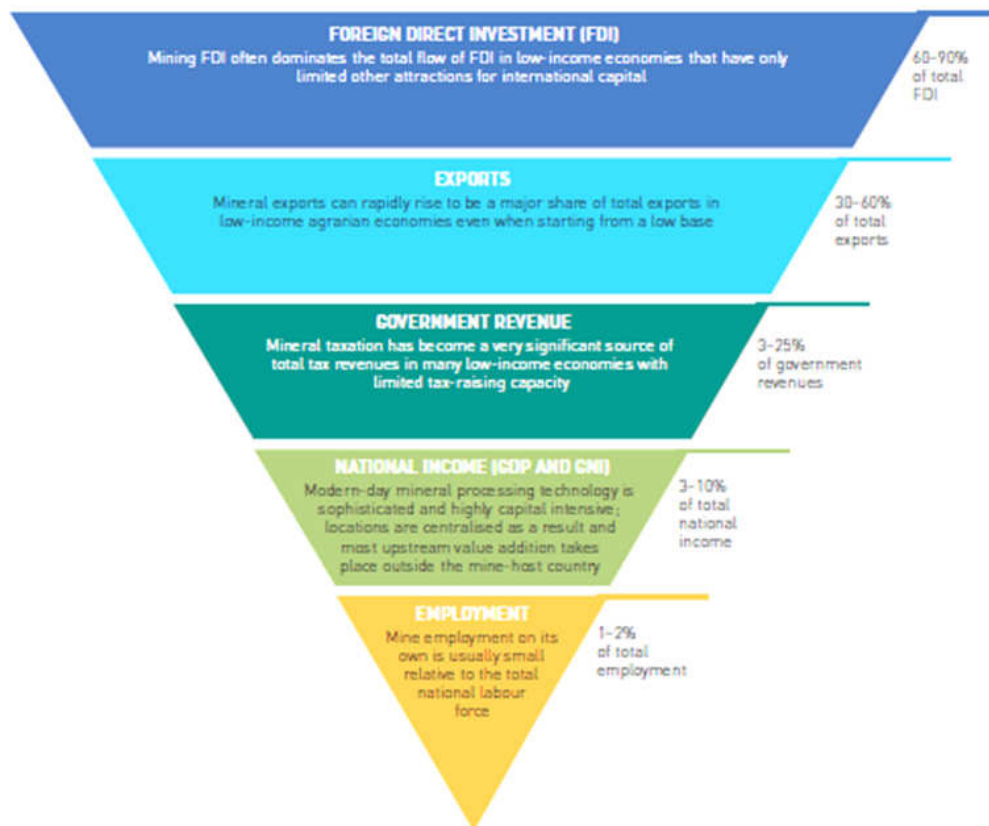 FOREIGN DIRECT INVESTMENT (FDI)
Mining FDI often dominates the total flow of FDI in low-income economies that have only
limited other attractions for international capital
60–90%
of total
FDI
EXPORTS
Mineral exports can rapidly rise to be a major share of total exports in
low-income agrarian economies even when starting from a low base
30–60%
of total
exports
GOVERNMENT REVENUE
Mineral taxation has become a very significant source of
total tax revenues in many low-income economies with
limited tax-raising capacity
3–25%
of government
revenues
NATIONAL INCOME (GDP AND GNI)
Modern-day mineral processing technology is
sophisticated and highly capital intensive;
locations are centralised as a result and
most upstream value addition takes
place outside the mine-host country
3–10%
of total
national
income
EMPLOYMENT
Mine employment on its
own is usually small
relative to the total
national labour
force
1–2%
of total
employment